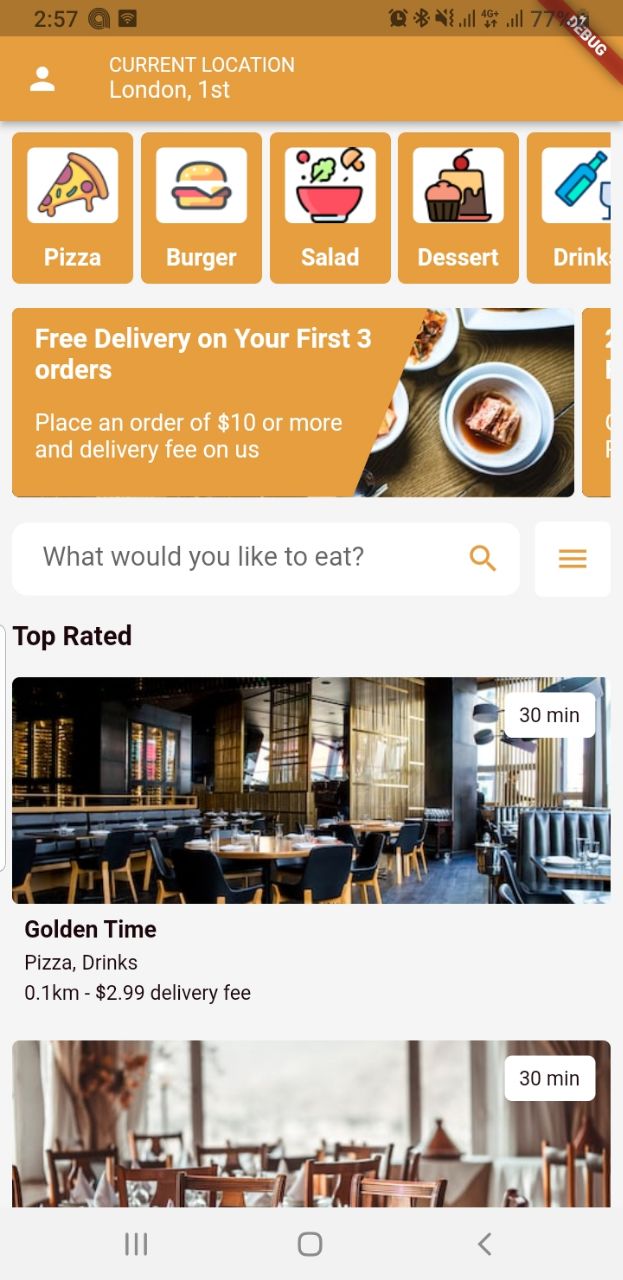 2:57
4G+
77%
DEBUG
CURRENT LOCATION
London, 1st
Pizza
Burger
Salad
Dessert
Free Delivery on Your First 3
orders
Place an order of $10 or more
and delivery fee on us
What would you like to eat?
Top Rated
30 min
Golden Time
Pizza, Drinks
0.1km - $2.99 delivery fee
30 min